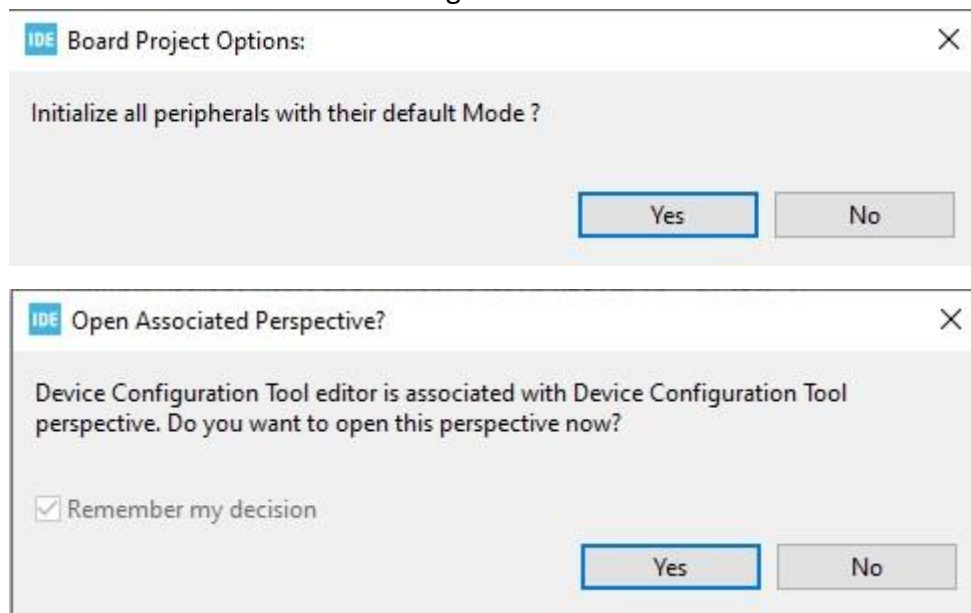 IDE Board Project Options:
Initialize all peripherals with their default Mode ?
Yes No
IDE Open Associated Perspective?
Device Configuration Tool editor is associated with Device Configuration Tool
perspective. Do you want to open this perspective now?
Remember my decision
Yes No